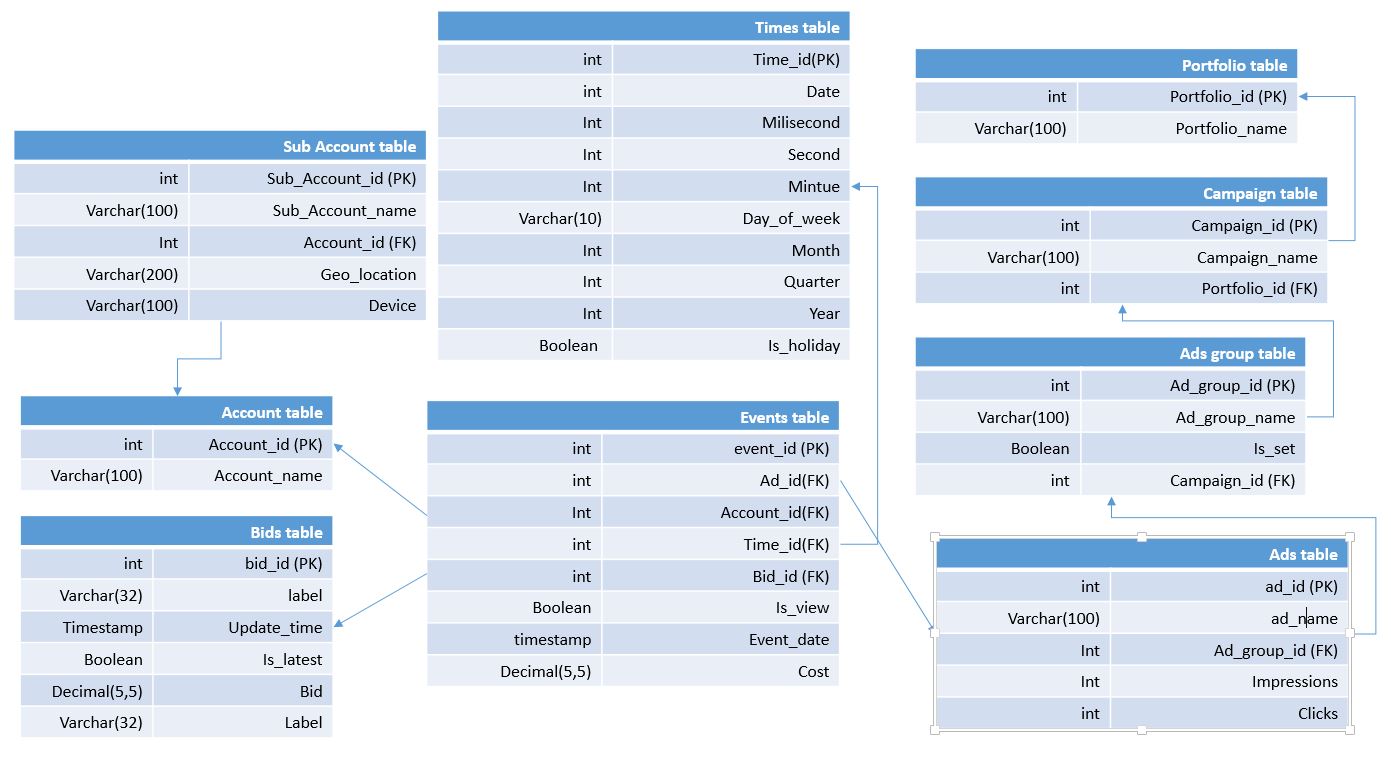 Times table
int Time_id(PK)
int Date
Int Milisecond
Int Second
Int Mintue
Varchar(10) Day_of_week
Int Month
Int Quarter
Int Year
Boolean Is_holiday
Portfolio table
int Portfolio_id (PK)
Varchar(100) Portfolio_name
Sub Account table
int Sub_Account_id (PK)
Varchar(100) Sub_Account_name
Int Account_id (FK)
Varchar(200) Geo_location
Varchar(100) Device
Campaign table
int Campaign_id (PK)
Varchar(100) Campaign_name
int Portfolio_id (FK)
Ads group table
int Ad_group_id (PK)
Varchar(100) Ad_group_name
Boolean Is_set
int Campaign_id (FK)
Account table
int Account_id (PK)
Varchar(100) Account_name
Events table
int event_id (PK)
int Ad_id(FK)
Int Account_id(FK)
int Time_id(FK)
int Bid_id (FK)
Boolean Is_view
timestamp Event_date
Decimal(5,5) Cost
Bids table
int bid_id (PK)
Varchar(32) label
Timestamp Update_time
Boolean Is_latest
Decimal(5,5) Bid
Varchar(32) Label
Ads table
int ad_id (PK)
Varchar(100) ad_name
Int Ad_group_id (FK)
Int Impressions
int Clicks